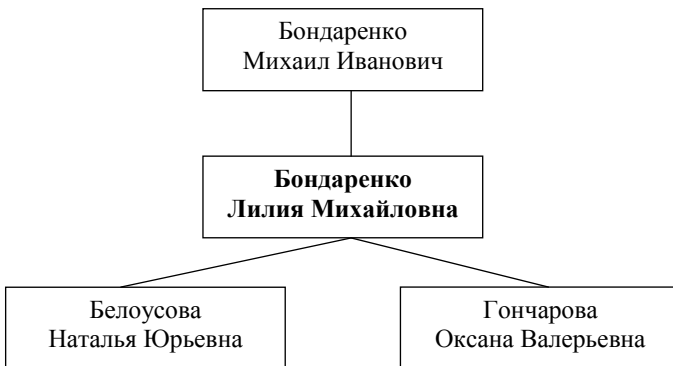 Бондаренко
Михаил Иванович
Бондаренко
Лилия Михайловна
Белоусова
Наталья Юрьевна
Гончарова
Оксана Валерьевна